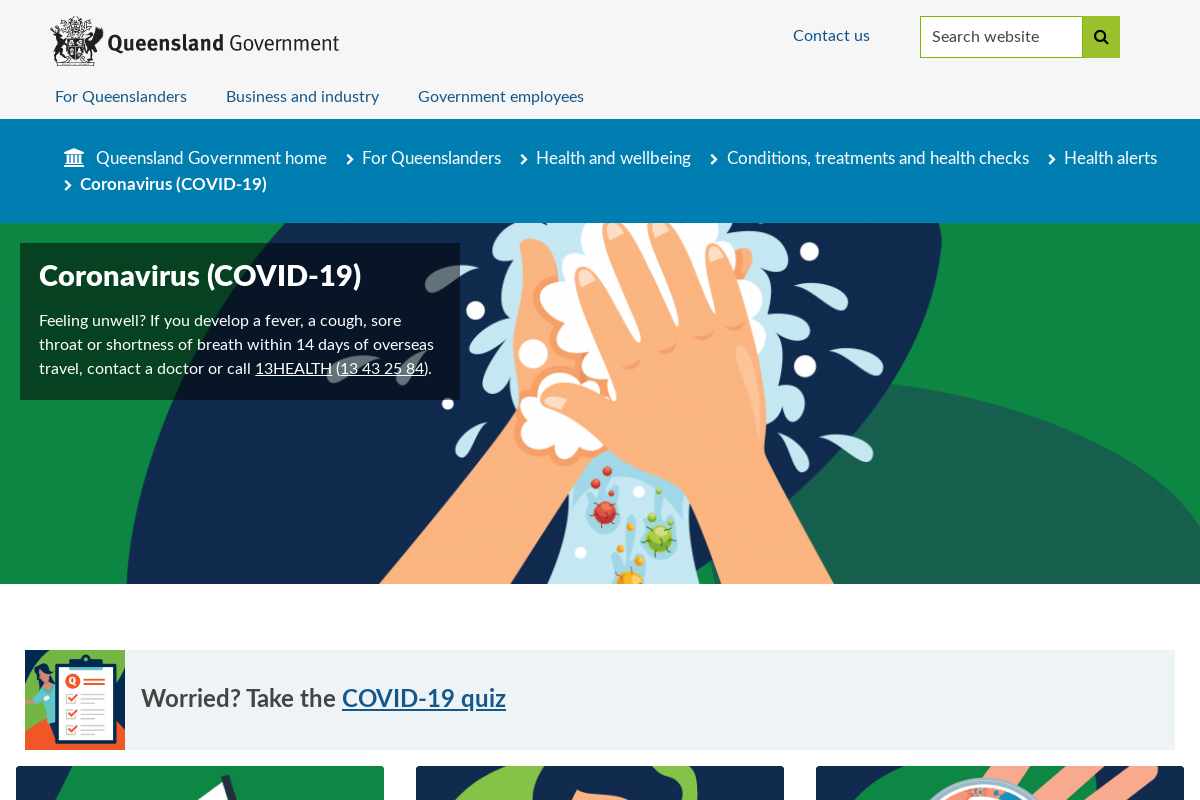 Queensland Government
Contact us
Search website
For Queenslanders
Business and industry
Government employees
Queensland Government home
For Queenslanders
Health and wellbeing
Conditions, treatments and health checks
Health alerts
Coronavirus (COVID-19)
Coronavirus (COVID-19)
Feeling unwell? If you develop a fever, a cough, sore
throat or shortness of breath within 14 days of overseas
travel, contact a doctor or call 13HEALTH (13 43 25 84).
Q
Worried? Take the COVID-19 quiz